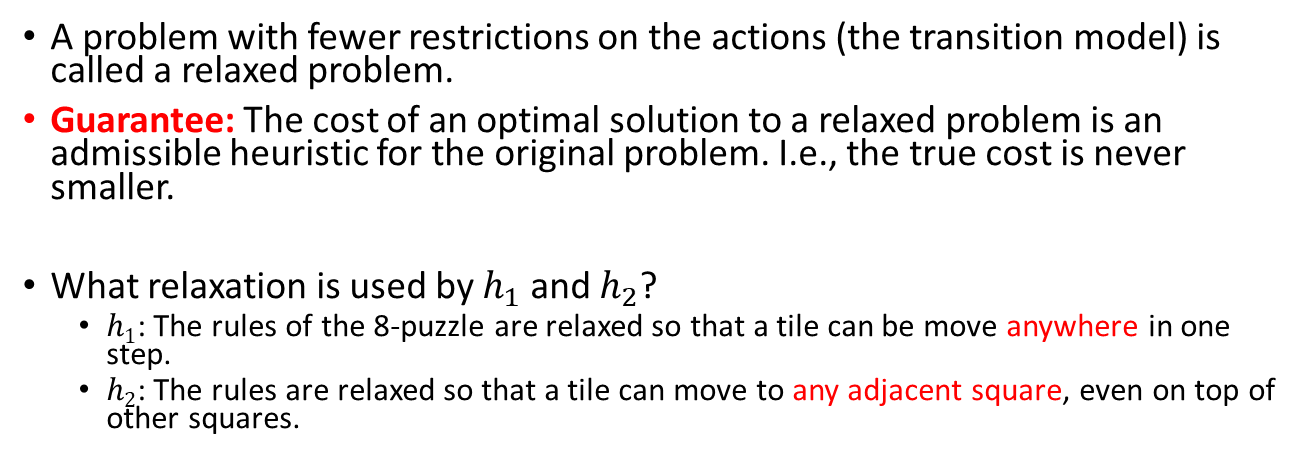 • A problem with fewer restrictions on the actions (the transition model) is
called a relaxed problem.
• Guarantee: The cost of an optimal solution to a relaxed problem is an
admissible heuristic for the original problem. I.e., the true cost is never
smaller.
• What relaxation is used by ℎ₁ and ℎ₂?
• ℎ₁: The rules of the 8-puzzle are relaxed so that a tile can be move anywhere in one
step.
• ℎ₂: The rules are relaxed so that a tile can move to any adjacent square, even on top of
other squares.